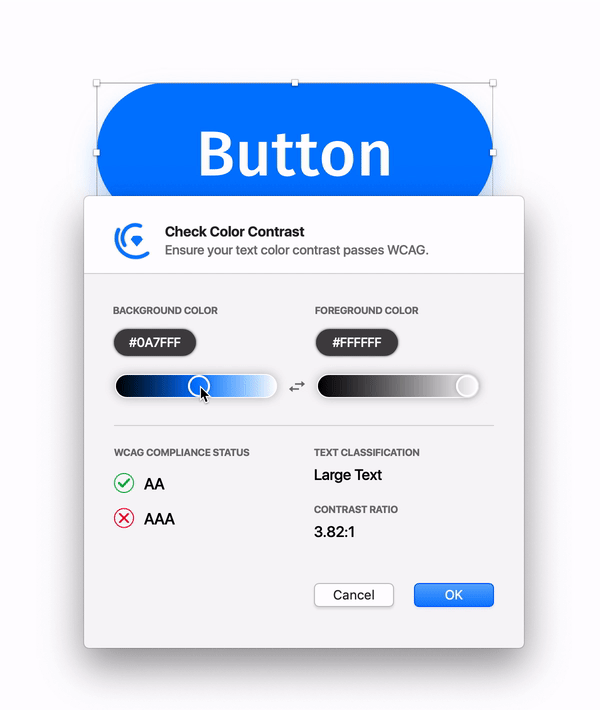 Button
Check Color Contrast
Ensure your text color contrast passes WCAG.
BACKGROUND COLOR
FOREGROUND COLOR
#0A7FFF
#FFFFFF
WCAG COMPLIANCE STATUS
TEXT CLASSIFICATION
AA
Large Text
AAA
CONTRAST RATIO
3.82:1
Cancel
OK